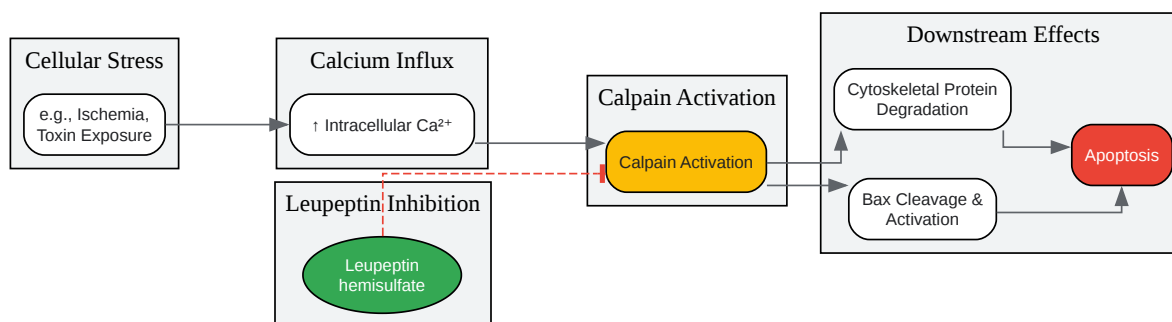 Cellular Stress
e.g., Ischemia,
Toxin Exposure
Calcium Influx
↑ Intracellular Ca²⁺
Leupeptin Inhibition
Leupeptin
hemisulfate
Calpain Activation
Calpain Activation
Downstream Effects
Cytoskeletal Protein
Degradation
Bax Cleavage &
Activation
Apoptosis